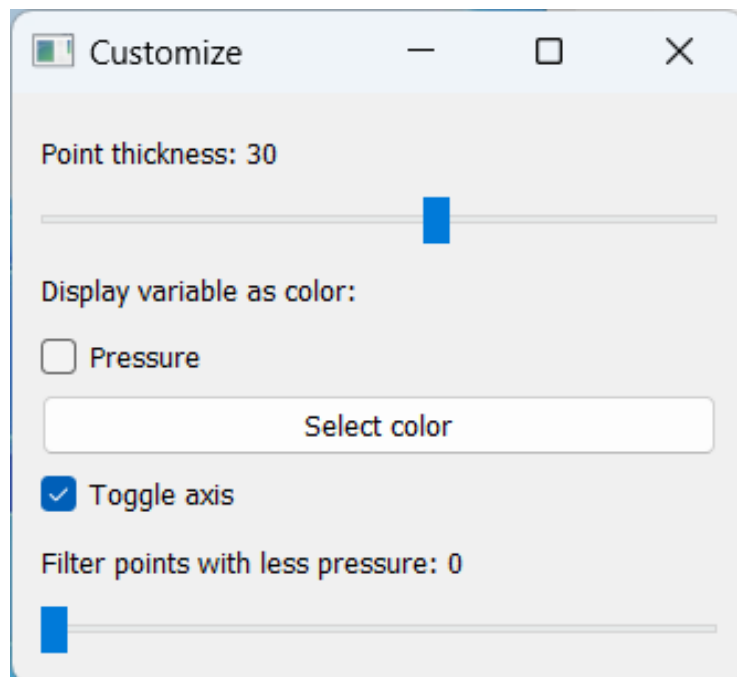 Customize
Point thickness: 30
Display variable as color:
Pressure
Select color
Toggle axis
Filter points with less pressure: 0